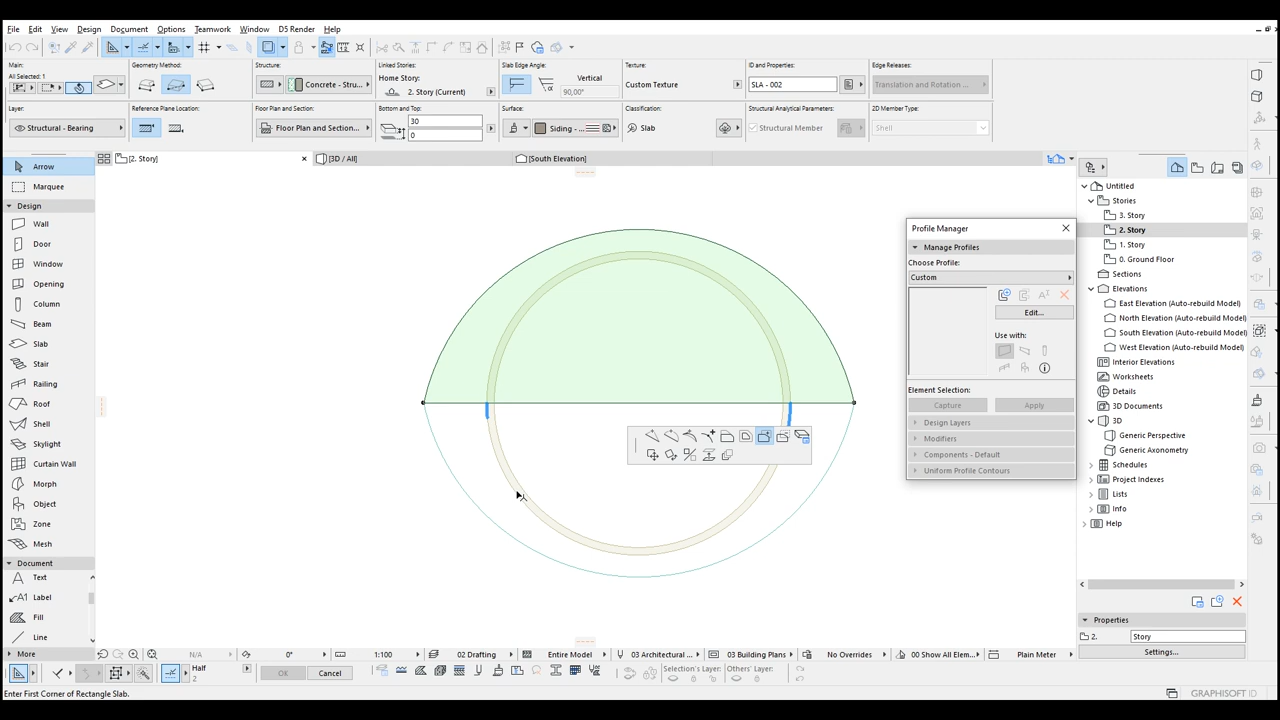 File Edit View Design Document Options Teamwork Window D5 Render Help
Main: Geometry Method: Structure: Linked Stories: Slab Edge Angle: Texture: ID and Properties: Edge Releases:
All Selected: 1 Concrete - Stru... Home Story: Vertical Custom Texture SLA - 002 Translation and Rotation ...
2. Story (Current) 90,00°
Layer: Reference Plane Location: Floor Plan and Section: Bottom and Top: Surface: Classification: Structural Analytical Parameters: 2D Member Type:
Structural - Bearing Floor Plan and Section... 30 Siding - ... Slab Structural Member Shell
0
[2. Story] [3D / All] [South Elevation]
Arrow
Marquee
Design
Wall
Door
Window
Opening
Column
Beam
Slab
Stair
Railing
Roof
Shell
Skylight
Curtain Wall
Morph
Object
Zone
Mesh
Document
Text
Label
Fill
Line
More
Profile Manager
Manage Profiles
Choose Profile:
Custom
Edit...
Use with:
Element Selection:
Capture Apply
Design Layers
Modifiers
Components - Default
Uniform Profile Contours
Untitled
Stories
3. Story
2. Story
1. Story
0. Ground Floor
Sections
Elevations
East Elevation (Auto-rebuild Model)
North Elevation (Auto-rebuild Model)
South Elevation (Auto-rebuild Model)
West Elevation (Auto-rebuild Model)
Interior Elevations
Worksheets
Details
3D Documents
3D
Generic Perspective
Generic Axonometry
Schedules
Project Indexes
Lists
Info
Help
Properties
2. Story
Settings...
N/A 0° 1:100 02 Drafting Entire Model 03 Architectural ... 03 Building Plans No Overrides 00 Show All Elem... Plain Meter
Half
2
OK Cancel Selection's Layer: Others' Layer:
Enter First Corner of Rectangle Slab.
GRAPHISOFT ID